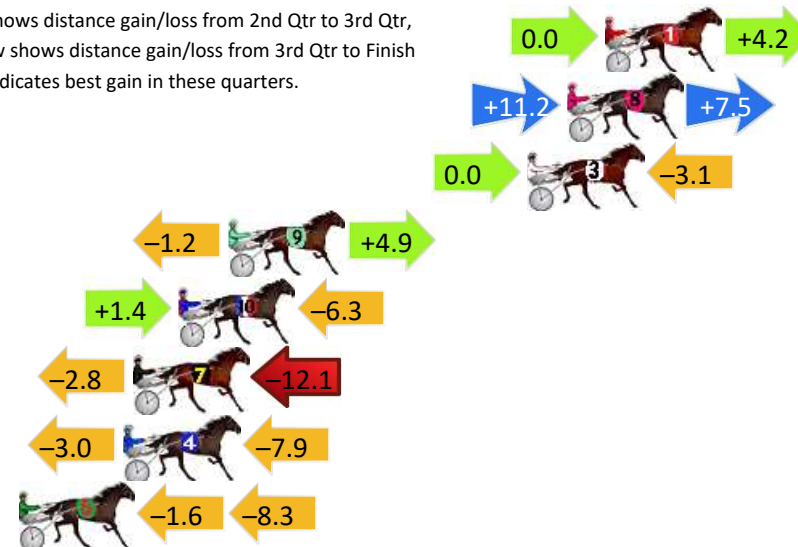 hows distance gain/loss from 2nd Qtr to 3rd Qtr,
shows distance gain/loss from 3rd Qtr to Finish
dicates best gain in these quarters.
0.0 1 +4.2
+11.2 8 +7.5
0.0 3 –3.1
–1.2 9 +4.9
+1.4 10 –6.3
–2.8 7 –12.1
–3.0 4 –7.9
5 –1.6 –8.3